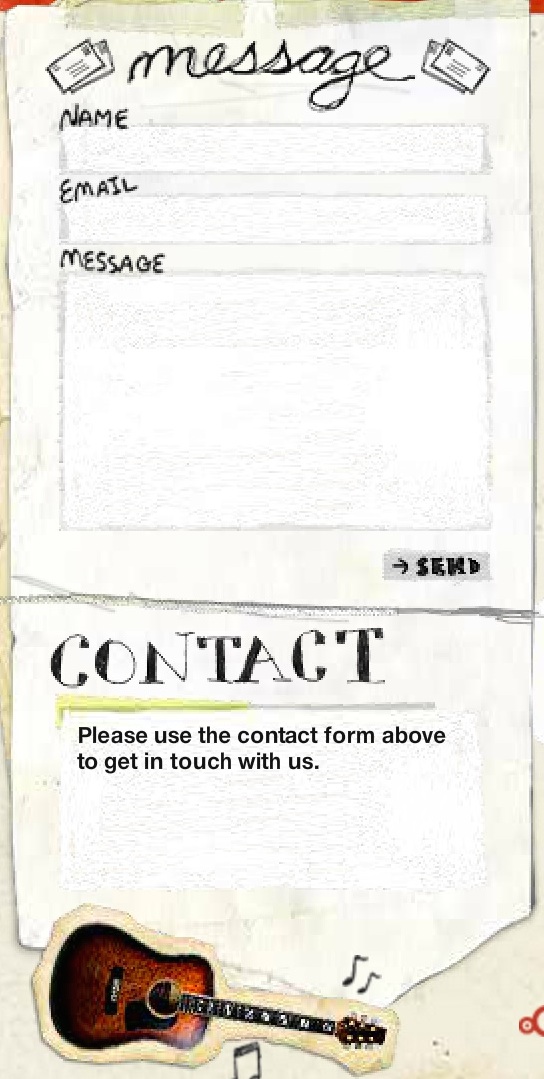 message
NAME
EMAIL
MESSAGE
→ SEND
CONTACT
Please use the contact form above
to get in touch with us.